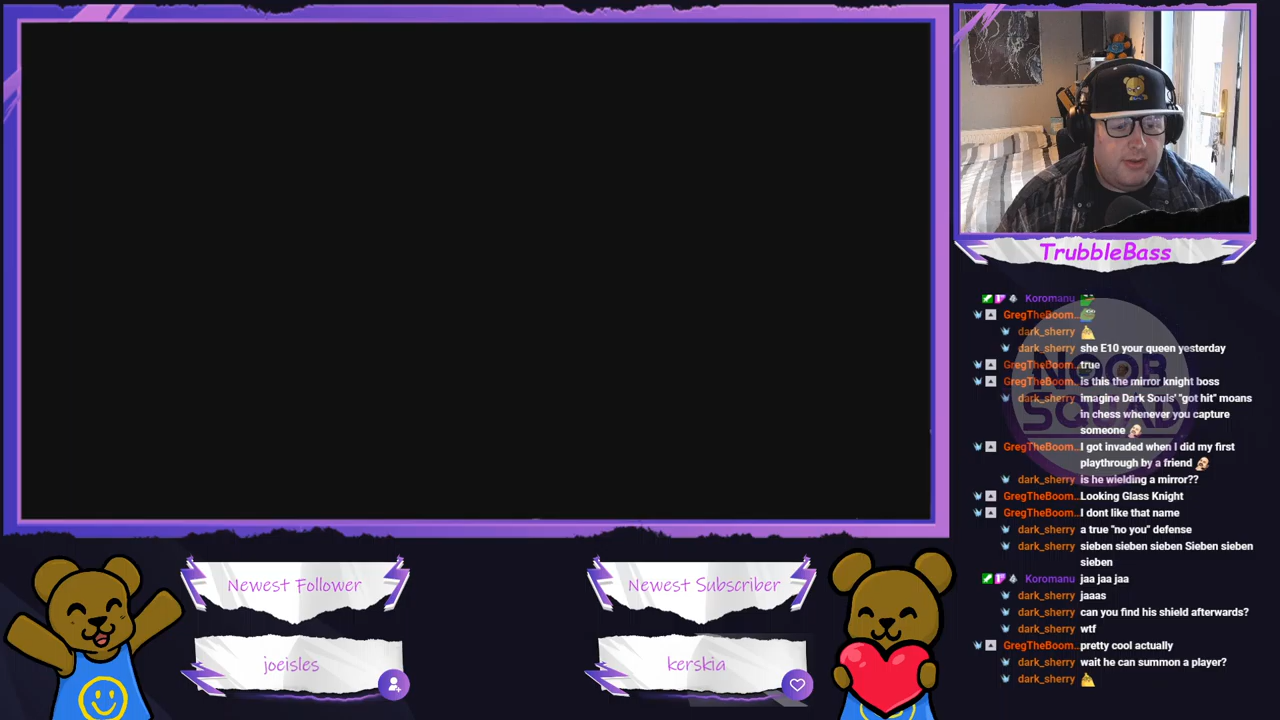 TrubbleBass
Koromanu
GregTheBoom...
dark_sherry
dark_sherry she E10 your queen yesterday
GregTheBoom... true
GregTheBoom... is this the mirror knight boss
dark_sherry imagine Dark Souls' "got hit" moans
in chess whenever you capture
someone
GregTheBoom... I got invaded when I did my first
playthrough by a friend
dark_sherry is he wielding a mirror??
GregTheBoom... Looking Glass Knight
GregTheBoom... I dont like that name
dark_sherry a true "no you" defense
dark_sherry sieben sieben sieben Sieben sieben
sieben
Koromanu jaa jaa jaa
dark_sherry jaaas
dark_sherry can you find his shield afterwards?
dark_sherry wtf
GregTheBoom... pretty cool actually
dark_sherry wait he can summon a player?
dark_sherry
NOOB
SQUAD
Newest Follower
joeisles
Newest Subscriber
kerskia